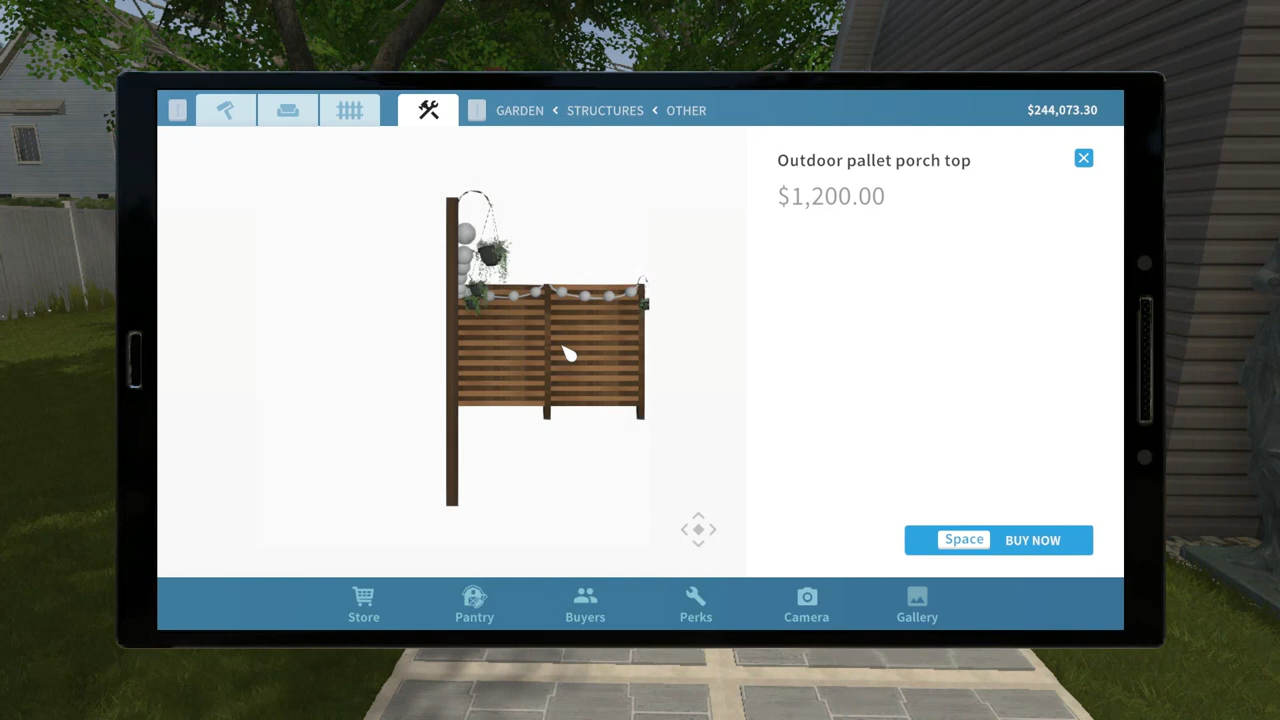 GARDEN < STRUCTURES < OTHER
$244,073.30
Outdoor pallet porch top
$1,200.00
Space BUY NOW
Store Pantry Buyers Perks Camera Gallery